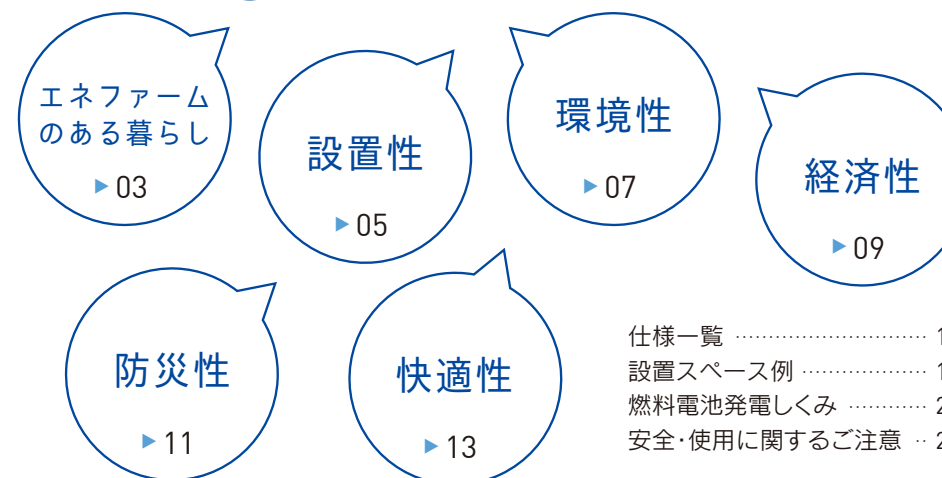 エネファーム
のある暮らし
▶ 03
設置性
▶ 05
環境性
▶ 07
経済性
▶ 09
防災性
▶ 11
快適性
▶ 13
仕様一覧
設置スペース例
燃料電池発電しくみ
安全・使用に関するご注意